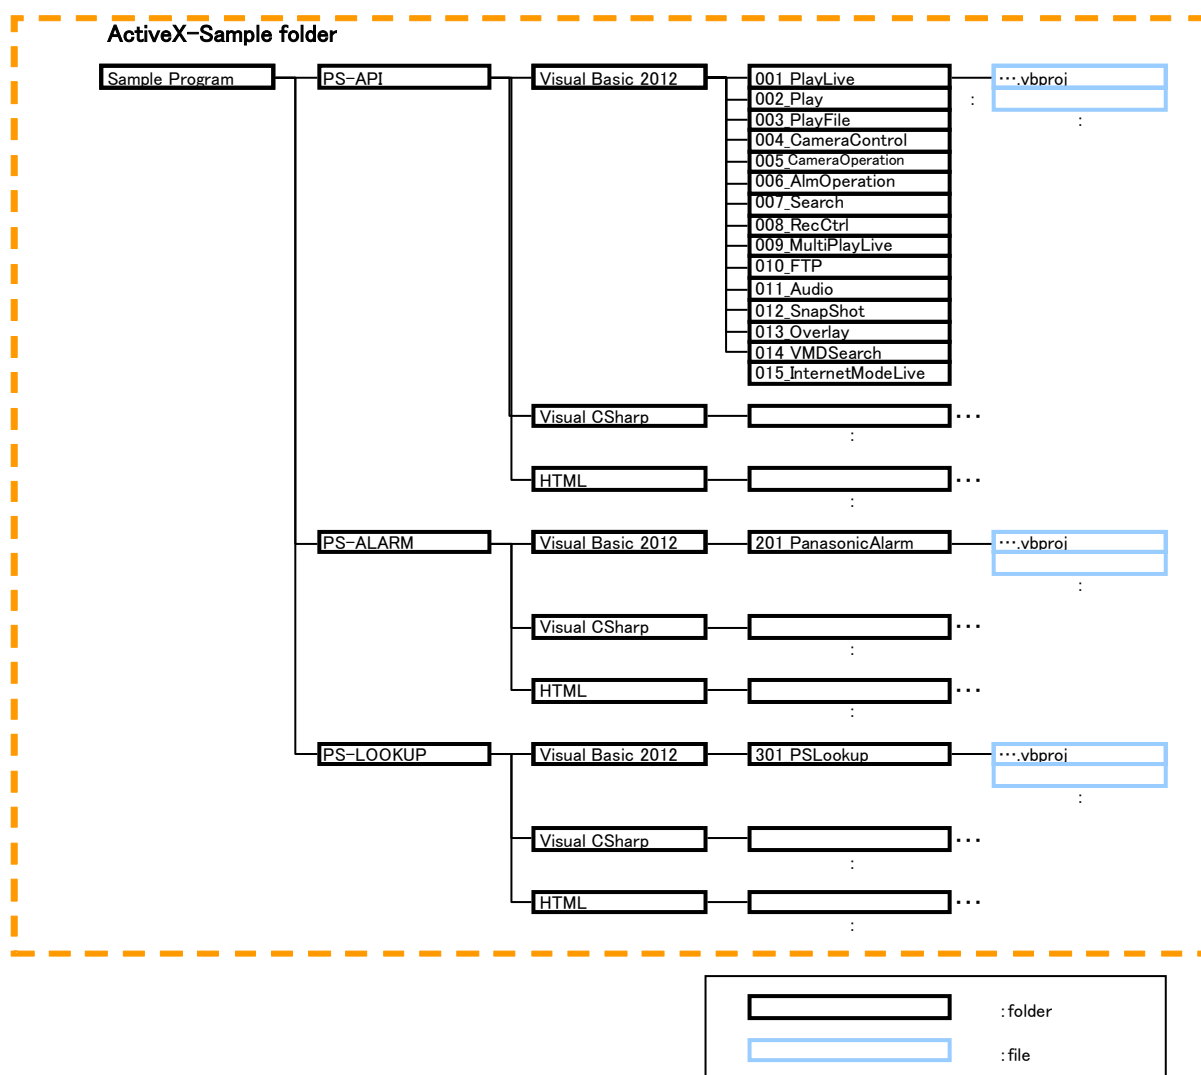 ActiveX-Sample folder
Sample Program
PS-API
Visual Basic 2012
001_PlayLive
….vbproj
002_Play
:
003_PlayFile
:
004_CameraControl
005_CameraOperation
006_AlmOperation
007_Search
008_RecCtrl
009_MultiPlayLive
010_FTP
011_Audio
012_SnapShot
013_Overlay
014_VMDSearch
015_InternetModeLive
Visual CSharp
…
:
HTML
…
:
PS-ALARM
Visual Basic 2012
201_PanasonicAlarm
….vbproj
:
Visual CSharp
…
:
HTML
…
:
PS-LOOKUP
Visual Basic 2012
301_PSLookup
….vbproj
:
Visual CSharp
…
:
HTML
…
:
:folder
:file